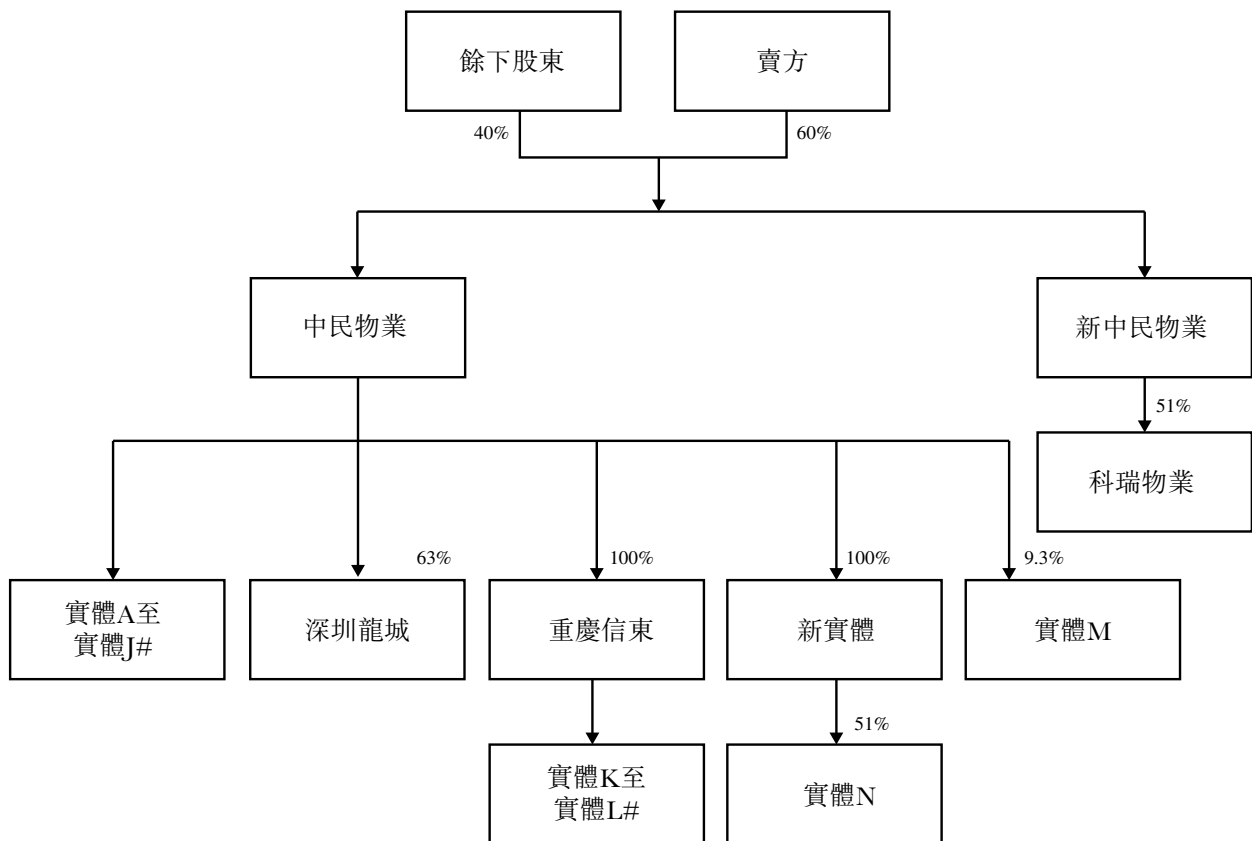 餘下股東
賣方
40%
60%
中民物業
新中民物業
51%
科瑞物業
63%
100%
100%
9.3%
實體A至
實體J#
深圳龍城
重慶信東
新實體
實體M
51%
實體K至
實體L#
實體N